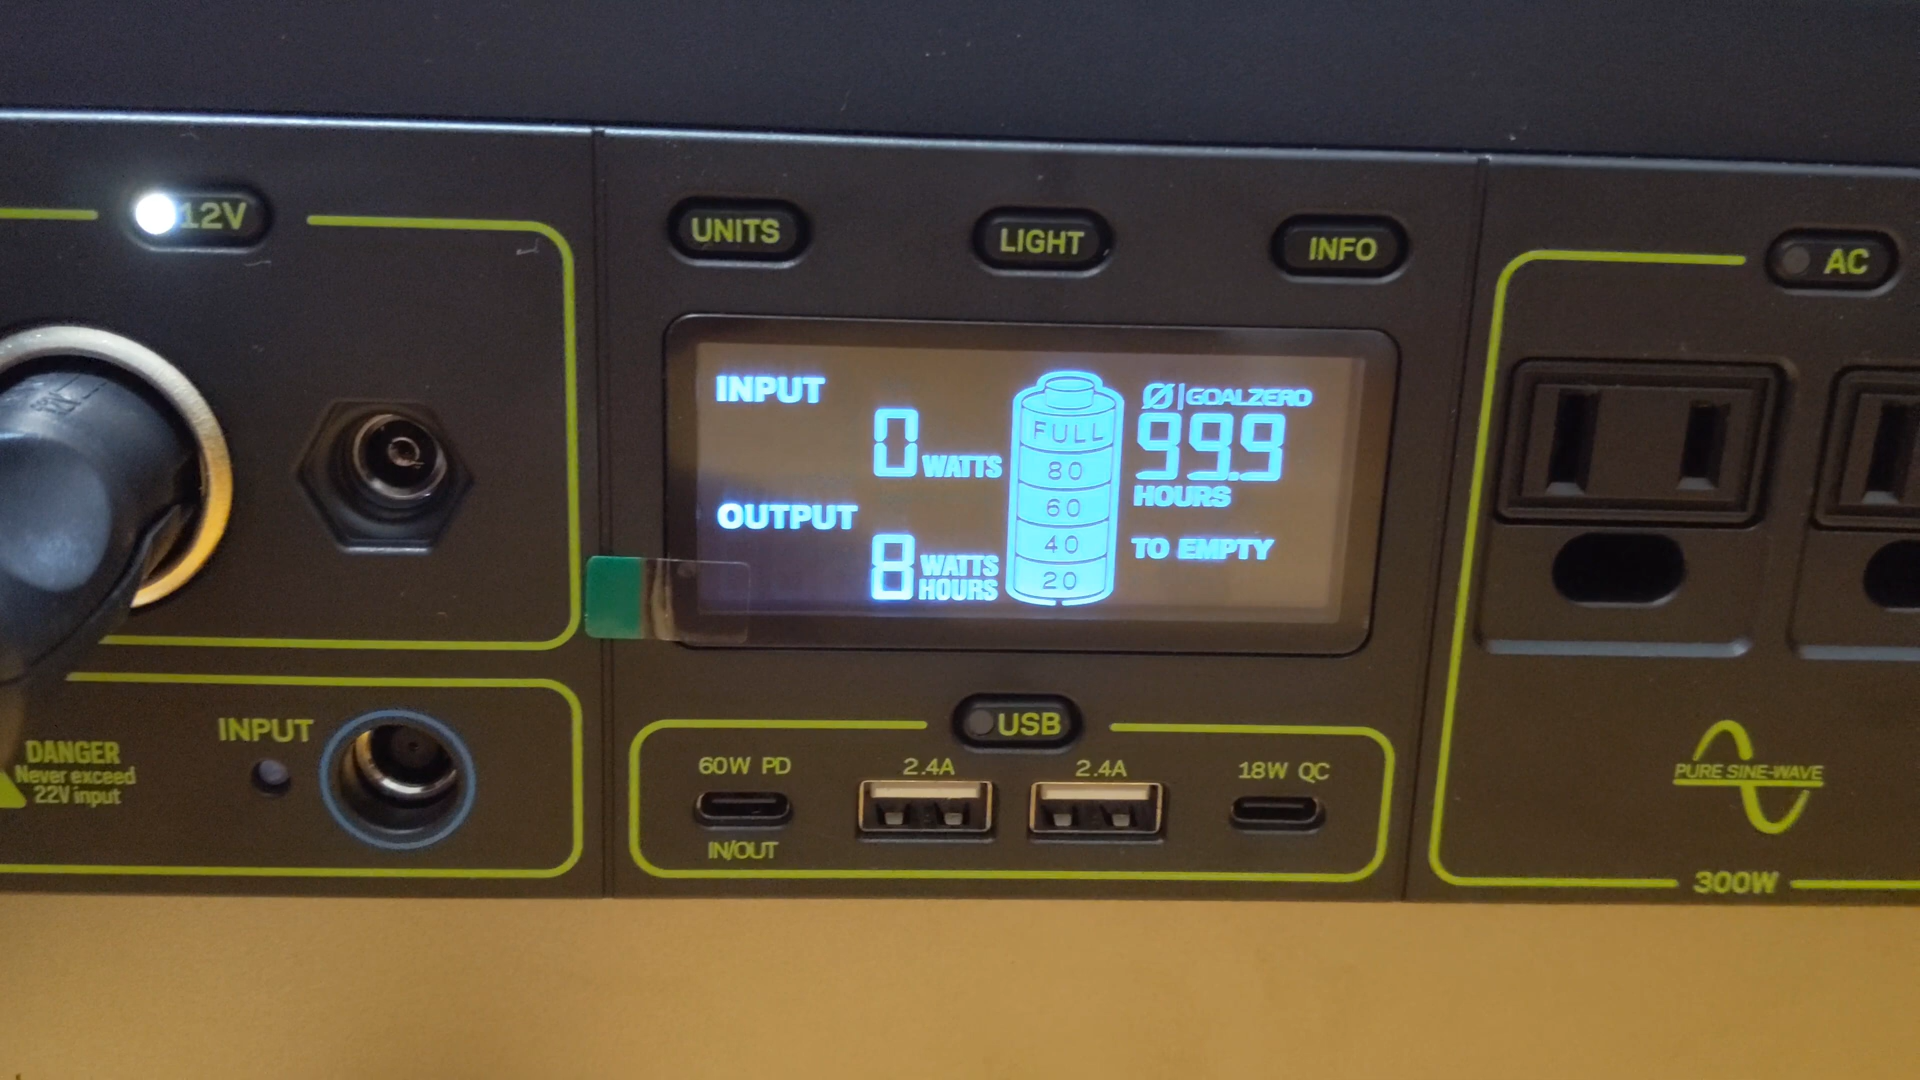 12V
UNITS
LIGHT
INFO
AC
INPUT
0 WATTS
OUTPUT
8 WATTS HOURS
FULL
80
60
40
20
GOALZERO
99.9
HOURS
TO EMPTY
DANGER
Never exceed
22V input
INPUT
USB
60W PD
2.4A
2.4A
18W QC
IN/OUT
PURE SINE-WAVE
300W